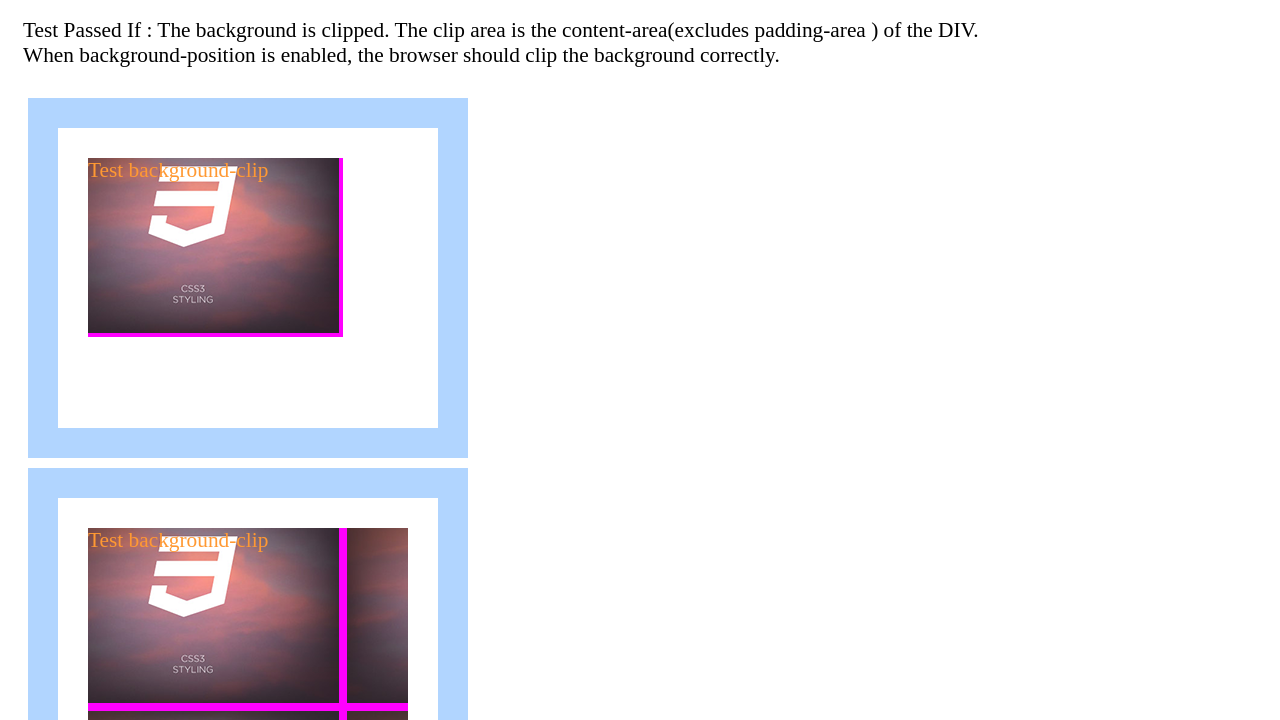 Test Passed If : The background is clipped. The clip area is the content-area(excludes padding-area ) of the DIV.
When background-position is enabled, the browser should clip the background correctly.
Test background-clip
CSS3
STYLING
Test background-clip
CSS3
STYLING